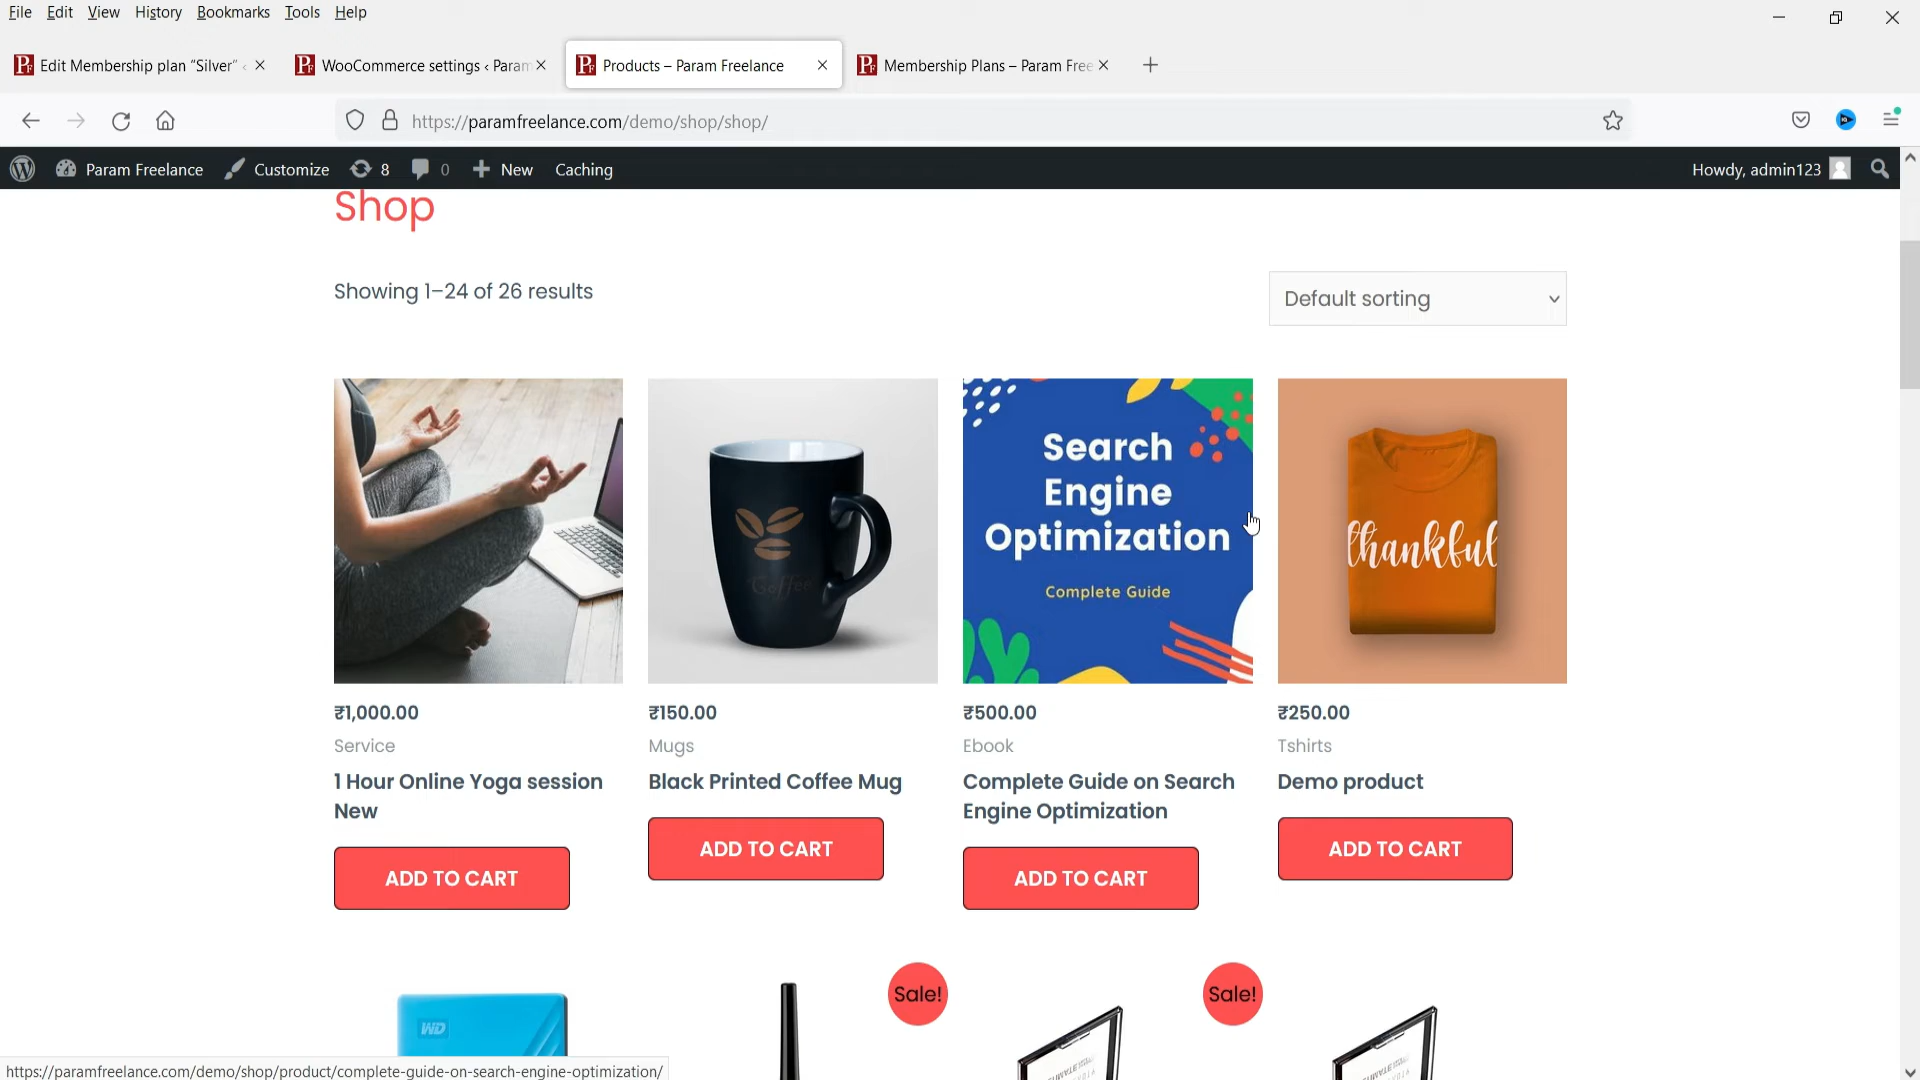 File Edit View History Bookmarks Tools Help
Edit Membership plan “Silver” ‹
WooCommerce settings ‹ Param
Products – Param Freelance
Membership Plans – Param Free
https://paramfreelance.com/demo/shop/shop/
Param Freelance Customize 8 0 New Caching Howdy, admin123
Shop
Showing 1–24 of 26 results
Default sorting
Coffee
Search
Engine
Optimization
Complete Guide
thankful
₹1,000.00 ₹150.00 ₹500.00 ₹250.00
Service Mugs Ebook Tshirts
1 Hour Online Yoga session
New
Black Printed Coffee Mug
Complete Guide on Search
Engine Optimization
Demo product
ADD TO CART
ADD TO CART
ADD TO CART
ADD TO CART
Sale!
Sale!
WD
https://paramfreelance.com/demo/shop/product/complete-guide-on-search-engine-optimization/